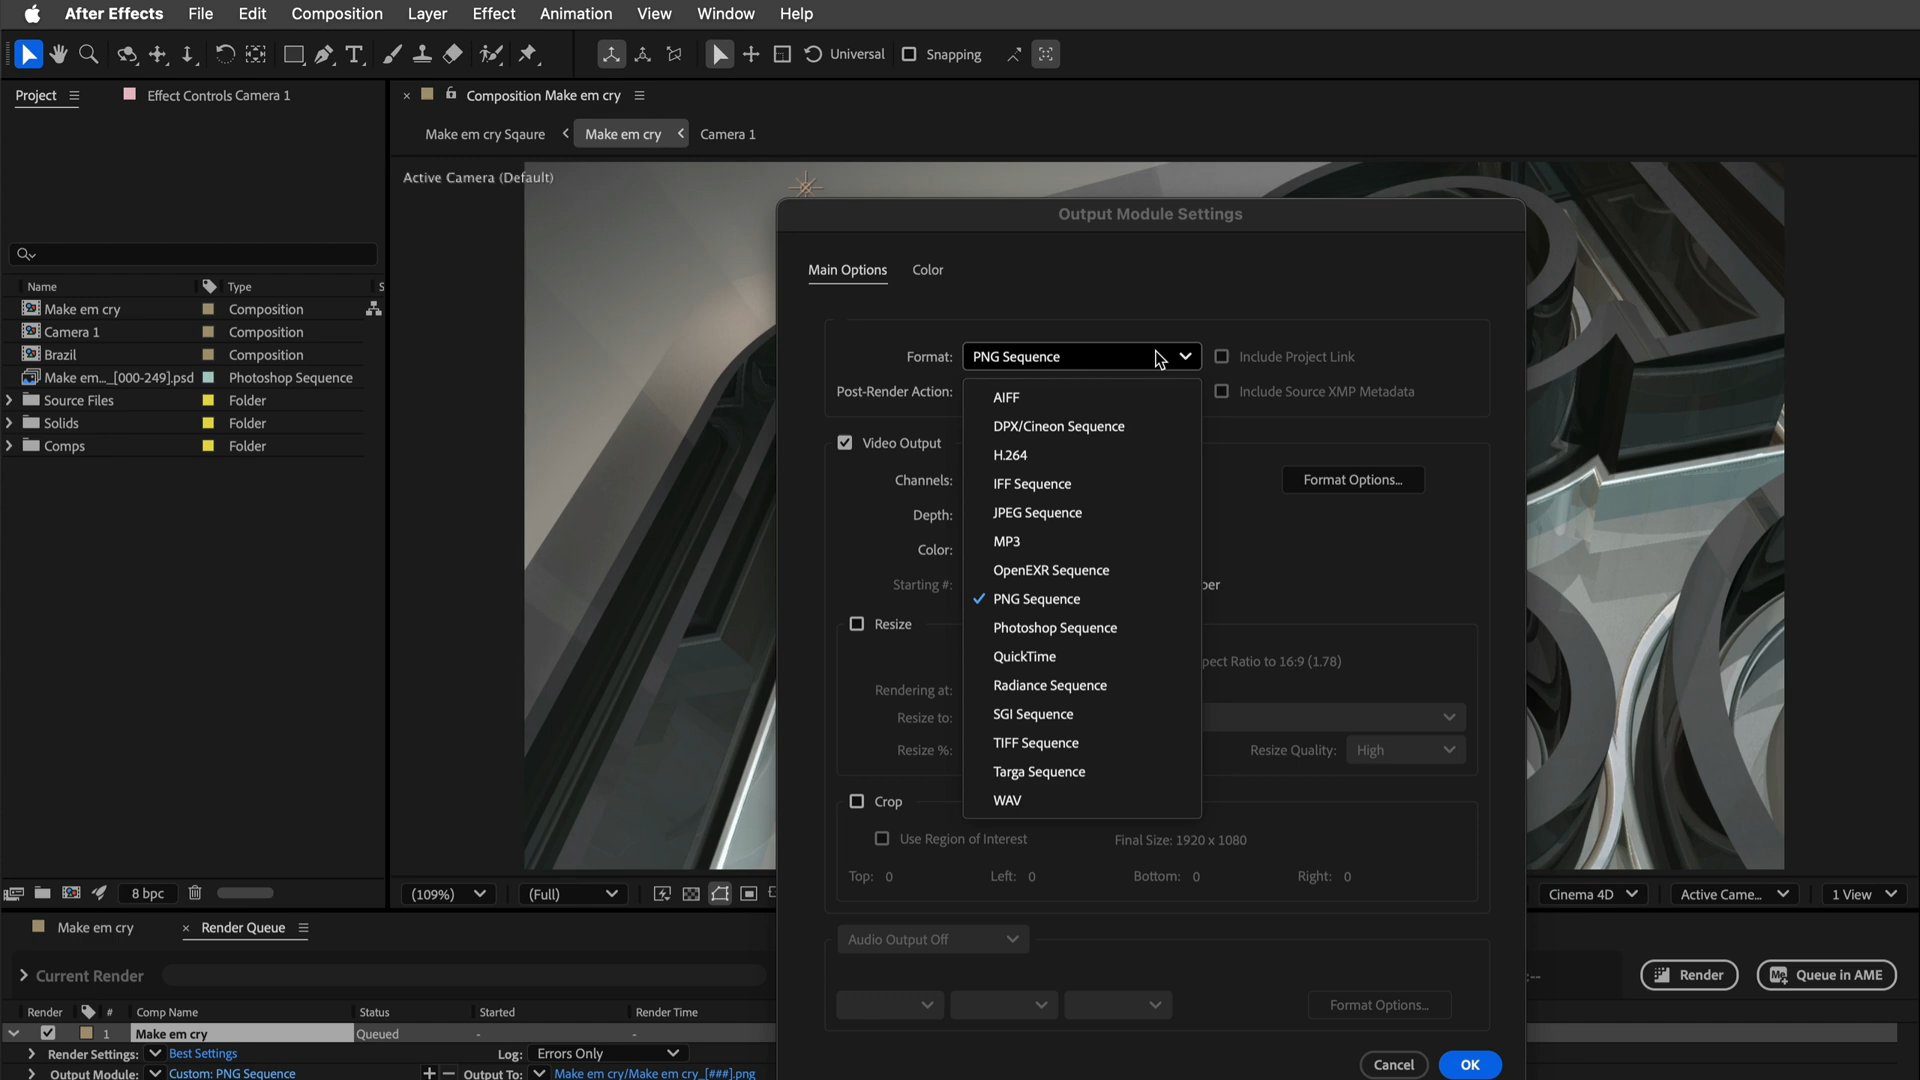 After Effects File Edit Composition Layer Effect Animation View Window Help
Universal Snapping
Project Effect Controls Camera 1
Composition Make em cry
Make em cry Sqaure Make em cry Camera 1
Active Camera (Default)
Name Type S
Make em cry Composition
Camera 1 Composition
Brazil Composition
Make em..._[000-249].psd Photoshop Sequence
Source Files Folder
Solids Folder
Comps Folder
Output Module Settings
Main Options Color
Format: PNG Sequence Include Project Link
Post-Render Action: Include Source XMP Metadata
AIFF
DPX/Cineon Sequence
H.264
IFF Sequence
JPEG Sequence
MP3
OpenEXR Sequence
PNG Sequence
Photoshop Sequence
QuickTime
Radiance Sequence
SGI Sequence
TIFF Sequence
Targa Sequence
WAV
Video Output
Channels: Format Options...
Depth:
Color:
Starting #: ber
Resize
pect Ratio to 16:9 (1.78)
Rendering at:
Resize to:
Resize %: Resize Quality: High
Crop
Use Region of Interest Final Size: 1920 x 1080
Top: 0 Left: 0 Bottom: 0 Right: 0
Audio Output Off
Format Options...
Cancel OK
8 bpc (109%) (Full) Cinema 4D Active Came... 1 View
Make em cry Render Queue
Current Render --:-- Render Me Queue in AME
Render # Comp Name Status Started Render Time
1 Make em cry Queued - -
Render Settings: Best Settings Log: Errors Only
Output Module: Custom: PNG Sequence Output To: Make em cry/Make em cry_[###].png